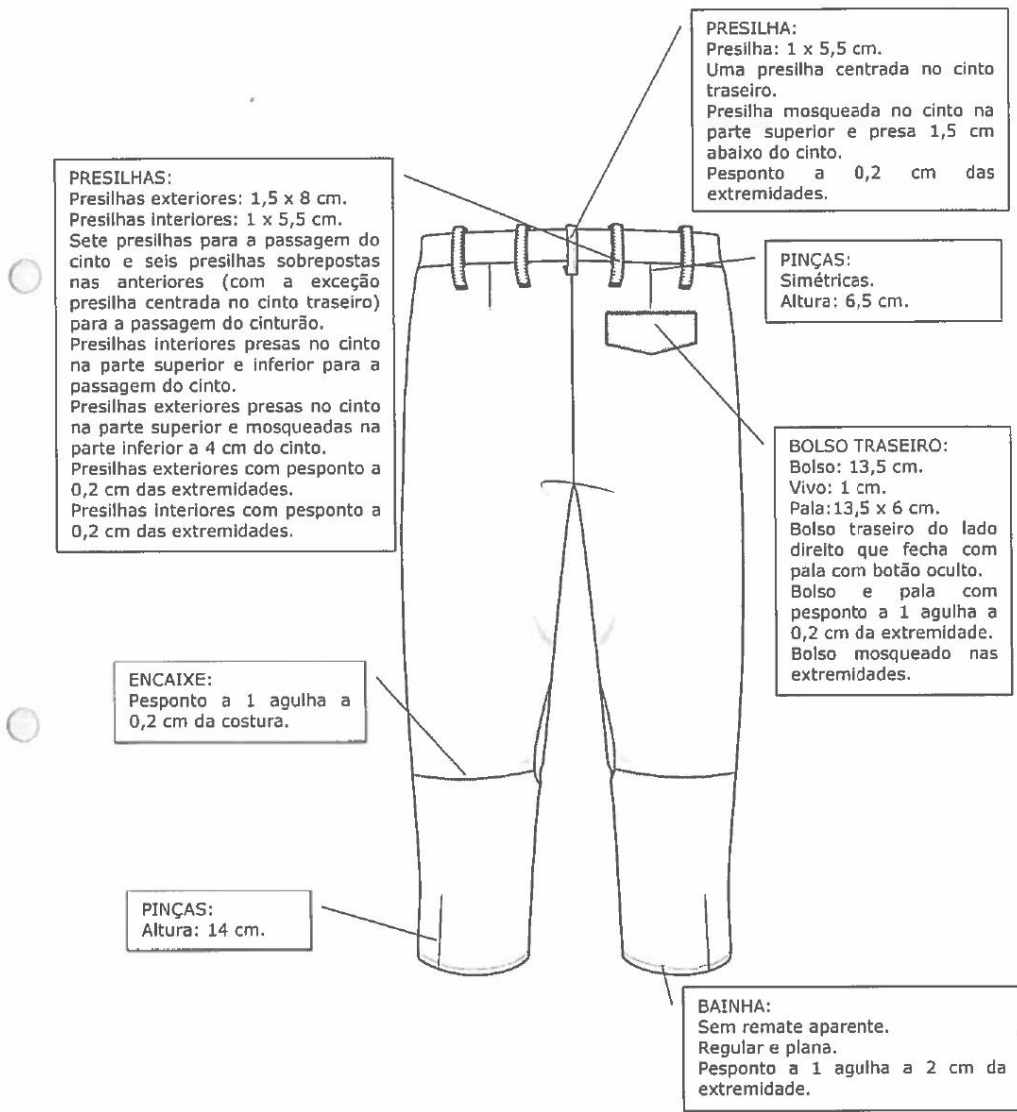 PRESILHA:
Presilha: 1 x 5,5 cm.
Uma presilha centrada no cinto
traseiro.
Presilha mosqueada no cinto na
parte superior e presa 1,5 cm
abaixo do cinto.
Pesponto a 0,2 cm das
extremidades.
PRESILHAS:
Presilhas exteriores: 1,5 x 8 cm.
Presilhas interiores: 1 x 5,5 cm.
Sete presilhas para a passagem do
cinto e seis presilhas sobrepostas
nas anteriores (com a exceção
presilha centrada no cinto traseiro)
para a passagem do cinturão.
Presilhas interiores presas no cinto
na parte superior e inferior para a
passagem do cinto.
Presilhas exteriores presas no cinto
na parte superior e mosqueadas na
parte inferior a 4 cm do cinto.
Presilhas exteriores com pesponto a
0,2 cm das extremidades.
Presilhas interiores com pesponto a
0,2 cm das extremidades.
PINÇAS:
Simétricas.
Altura: 6,5 cm.
BOLSO TRASEIRO:
Bolso: 13,5 cm.
Vivo: 1 cm.
Pala:13,5 x 6 cm.
Bolso traseiro do lado
direito que fecha com
pala com botão oculto.
Bolso e pala com
pesponto a 1 agulha a
0,2 cm da extremidade.
Bolso mosqueado nas
extremidades.
ENCAIXE:
Pesponto a 1 agulha a
0,2 cm da costura.
PINÇAS:
Altura: 14 cm.
BAINHA:
Sem remate aparente.
Regular e plana.
Pesponto a 1 agulha a 2 cm da
extremidade.